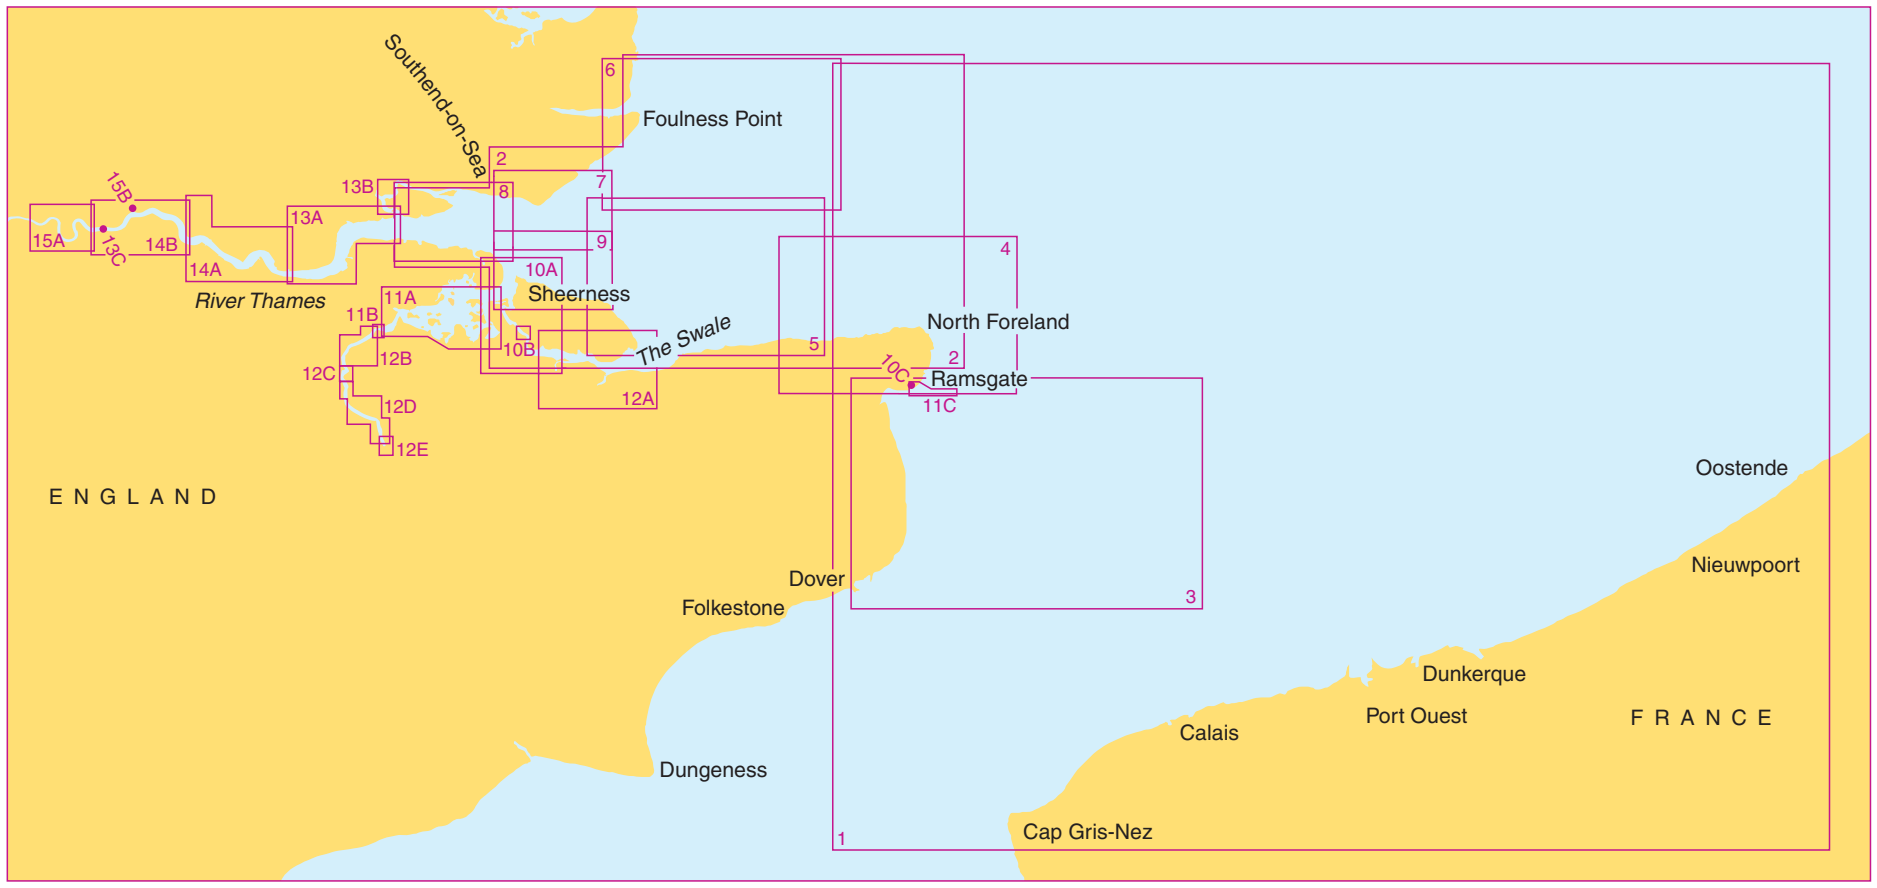 Southend-on-Sea
6
Foulness Point
2
7
8
13B
15B
13A
15A
13C
14B
14A
9
4
10A
River Thames
11A
Sheerness
11B
North Foreland
The Swale
5
10B
12B
2
10C
12C
Ramsgate
12A
11C
12D
12E
Oostende
ENGLAND
Nieuwpoort
Dover
3
Folkestone
Dunkerque
Port Ouest
FRANCE
Calais
Dungeness
1
Cap Gris-Nez